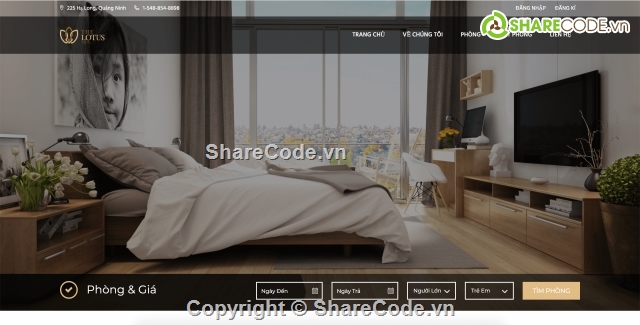 225 Hạ Long, Quảng Ninh 1-548-854-8898 ĐĂNG NHẬP ĐĂNG KÍ
SHARECODE.vn
LOTUS
TRANG CHỦ VỀ CHÚNG TÔI PHÒNG PHÒNG LIÊN HỆ
ShareCode.vn
Phòng & Giá Ngày Đến Ngày Trả Người Lớn Trẻ Em TÌM PHÒNG
Copyright © ShareCode.vn